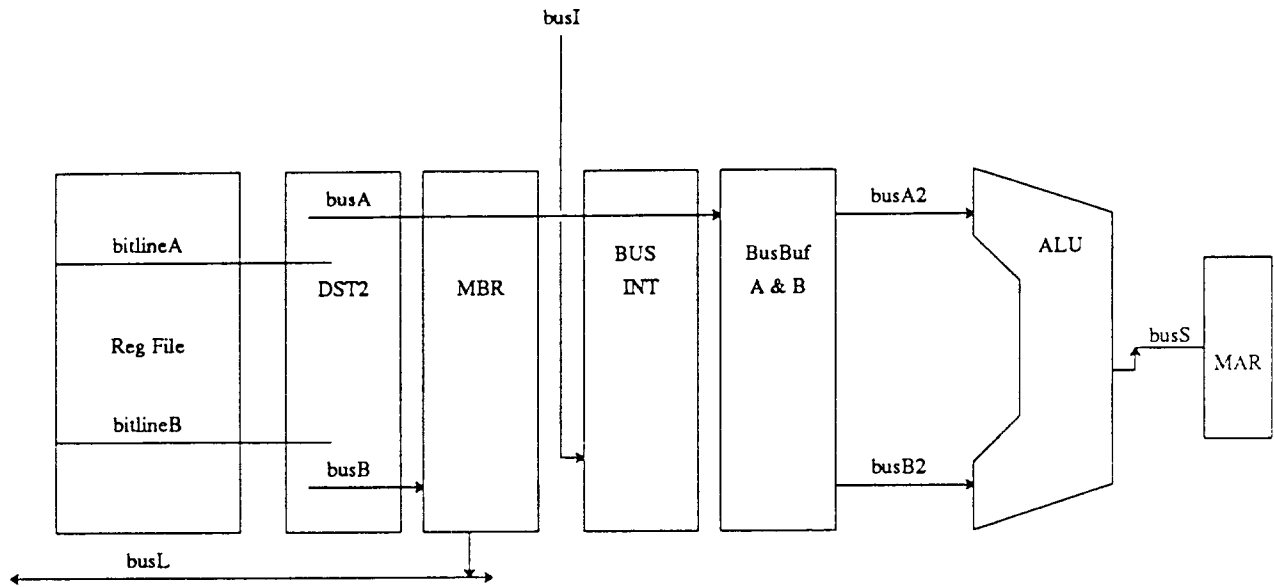 busI
busA
busA2
bitlineA
BUS
INT
BusBuf
A & B
ALU
DST2
MBR
Reg File
busS
MAR
bitlineB
busB
busB2
busL